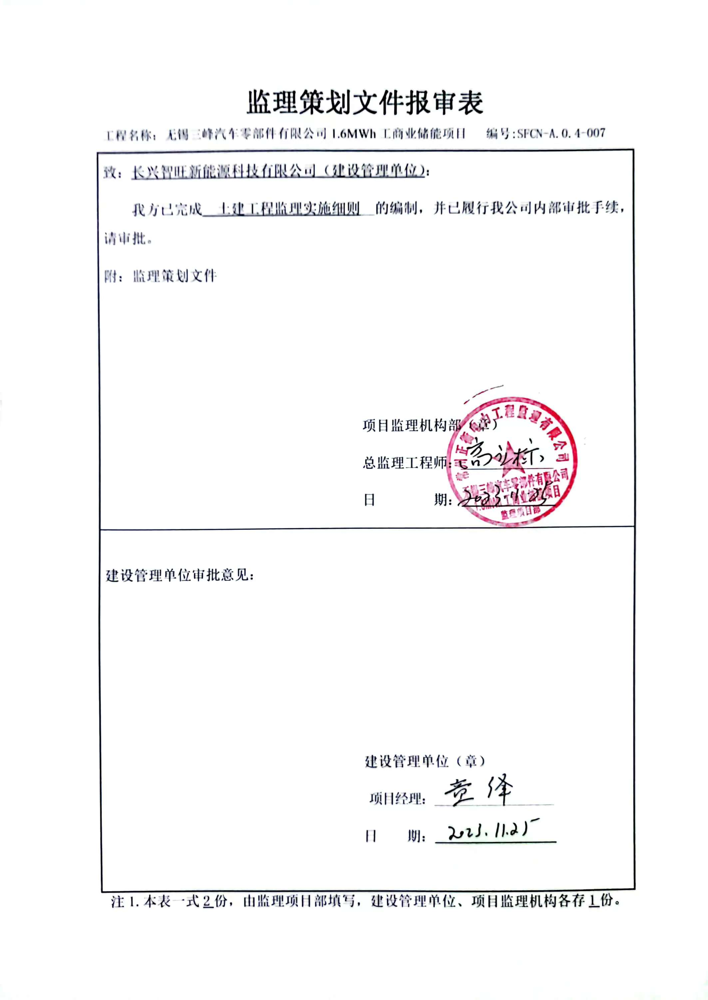 监理策划文件报审表
工程名称：无锡三峰汽车零部件有限公司 1.6MWh 工商业储能项目 编号:SFCN-A.0.4-007
致：长兴智旺新能源科技有限公司（建设管理单位）：
我方已完成 土建工程监理实施细则 的编制，并已履行我公司内部审批手续，
请审批。
附：监理策划文件
项目监理机构部（章）
总监理工程师：高立标
日 期：2023.11.25
常州正衡电力工程监理有限公司
无锡三峰汽车零部件有限公司
1.6MWh工商业储能项目
监理项目部
建设管理单位审批意见：
建设管理单位（章）
项目经理：
日 期：2023.11.25
注 1.本表一式 2 份，由监理项目部填写，建设管理单位、项目监理机构各存 1 份。